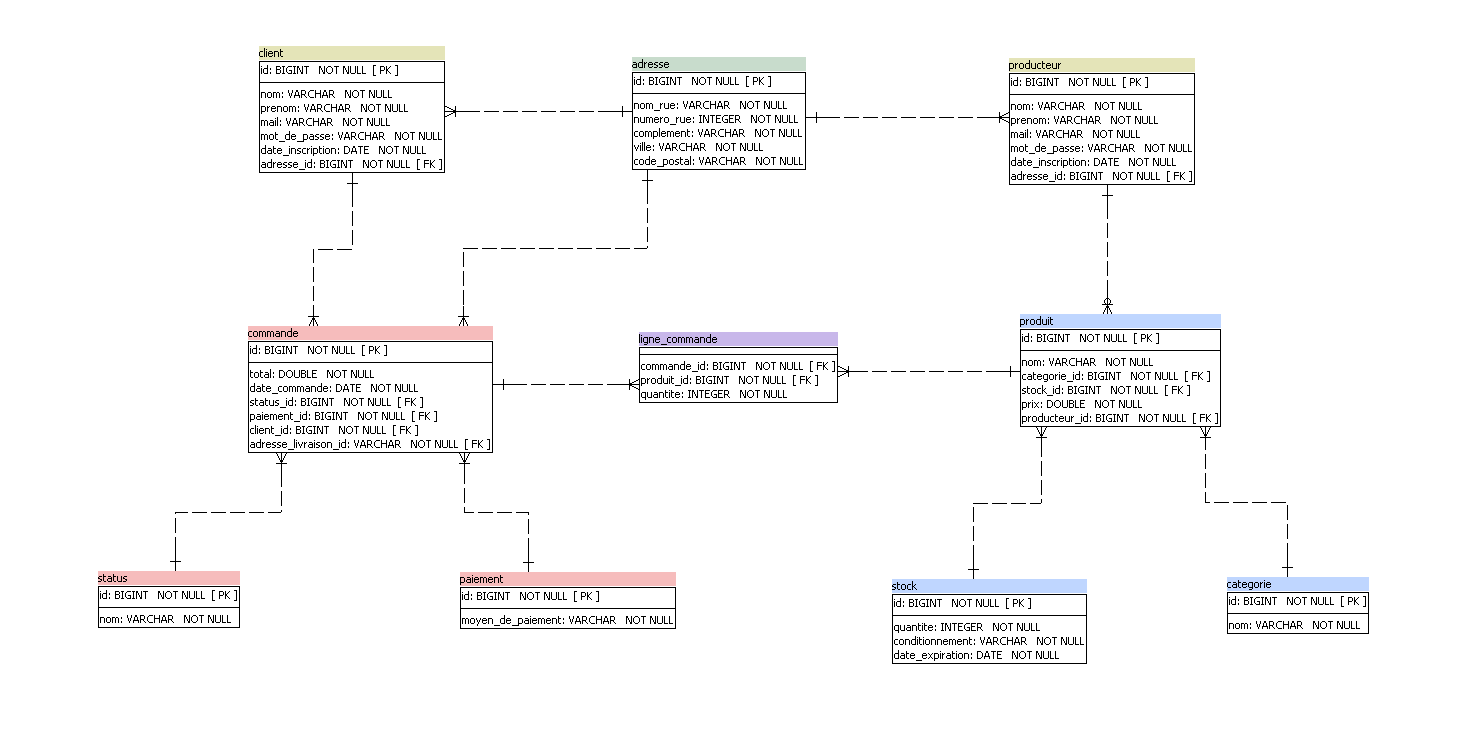 client
id: BIGINT NOT NULL [ PK ]
nom: VARCHAR NOT NULL
prenom: VARCHAR NOT NULL
mail: VARCHAR NOT NULL
mot_de_passe: VARCHAR NOT NULL
date_inscription: DATE NOT NULL
adresse_id: BIGINT NOT NULL [ FK ]
adresse
id: BIGINT NOT NULL [ PK ]
nom_rue: VARCHAR NOT NULL
numero_rue: INTEGER NOT NULL
complement: VARCHAR NOT NULL
ville: VARCHAR NOT NULL
code_postal: VARCHAR NOT NULL
producteur
id: BIGINT NOT NULL [ PK ]
nom: VARCHAR NOT NULL
prenom: VARCHAR NOT NULL
mail: VARCHAR NOT NULL
mot_de_passe: VARCHAR NOT NULL
date_inscription: DATE NOT NULL
adresse_id: BIGINT NOT NULL [ FK ]
commande
id: BIGINT NOT NULL [ PK ]
total: DOUBLE NOT NULL
date_commande: DATE NOT NULL
status_id: BIGINT NOT NULL [ FK ]
paiement_id: BIGINT NOT NULL [ FK ]
client_id: BIGINT NOT NULL [ FK ]
adresse_livraison_id: VARCHAR NOT NULL [ FK ]
ligne_commande
commande_id: BIGINT NOT NULL [ FK ]
produit_id: BIGINT NOT NULL [ FK ]
quantite: INTEGER NOT NULL
produit
id: BIGINT NOT NULL [ PK ]
nom: VARCHAR NOT NULL
categorie_id: BIGINT NOT NULL [ FK ]
stock_id: BIGINT NOT NULL [ FK ]
prix: DOUBLE NOT NULL
producteur_id: BIGINT NOT NULL [ FK ]
status
id: BIGINT NOT NULL [ PK ]
nom: VARCHAR NOT NULL
paiement
id: BIGINT NOT NULL [ PK ]
moyen_de_paiement: VARCHAR NOT NULL
stock
id: BIGINT NOT NULL [ PK ]
quantite: INTEGER NOT NULL
conditionnement: VARCHAR NOT NULL
date_expiration: DATE NOT NULL
categorie
id: BIGINT NOT NULL [ PK ]
nom: VARCHAR NOT NULL